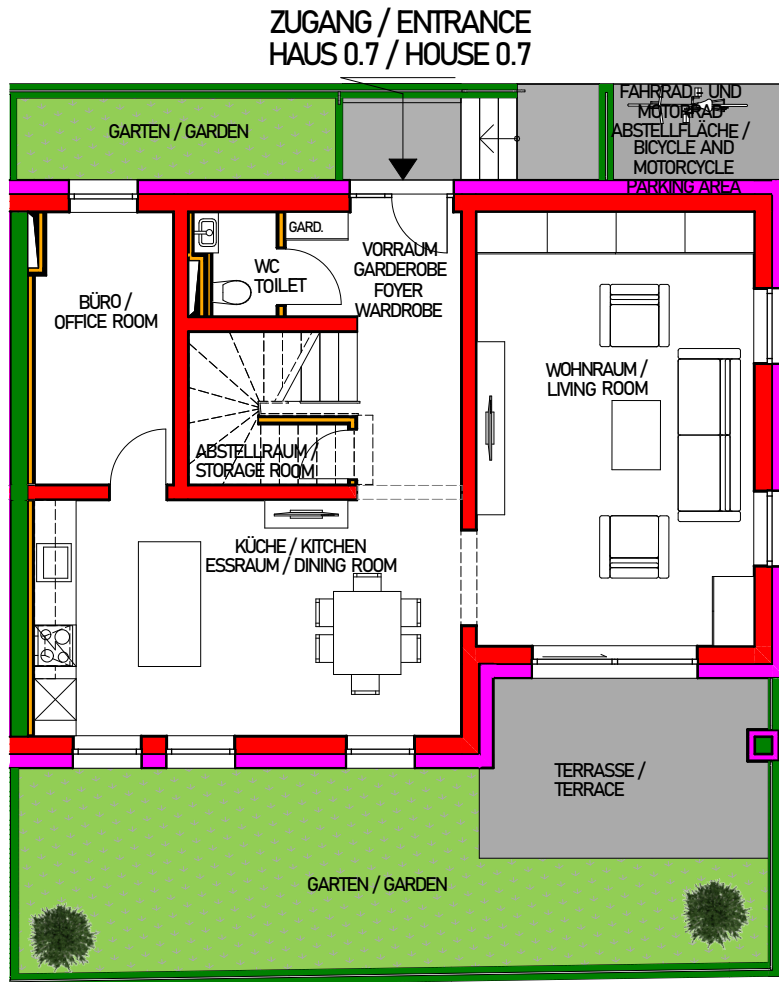 ZUGANG / ENTRANCE
HAUS 0.7 / HOUSE 0.7
FAHRRAD - UND
MOTORRAD
ABSTELLFLÄCHE /
BICYCLE AND
MOTORCYCLE
PARKING AREA
GARTEN / GARDEN
GARD.
WC
TOILET
VORRAUM
GARDEROBE
FOYER
WARDROBE
BÜRO /
OFFICE ROOM
WOHNRAUM /
LIVING ROOM
ABSTELLRAUM /
STORAGE ROOM
KÜCHE / KITCHEN
ESSRAUM / DINING ROOM
TERRASSE /
TERRACE
GARTEN / GARDEN